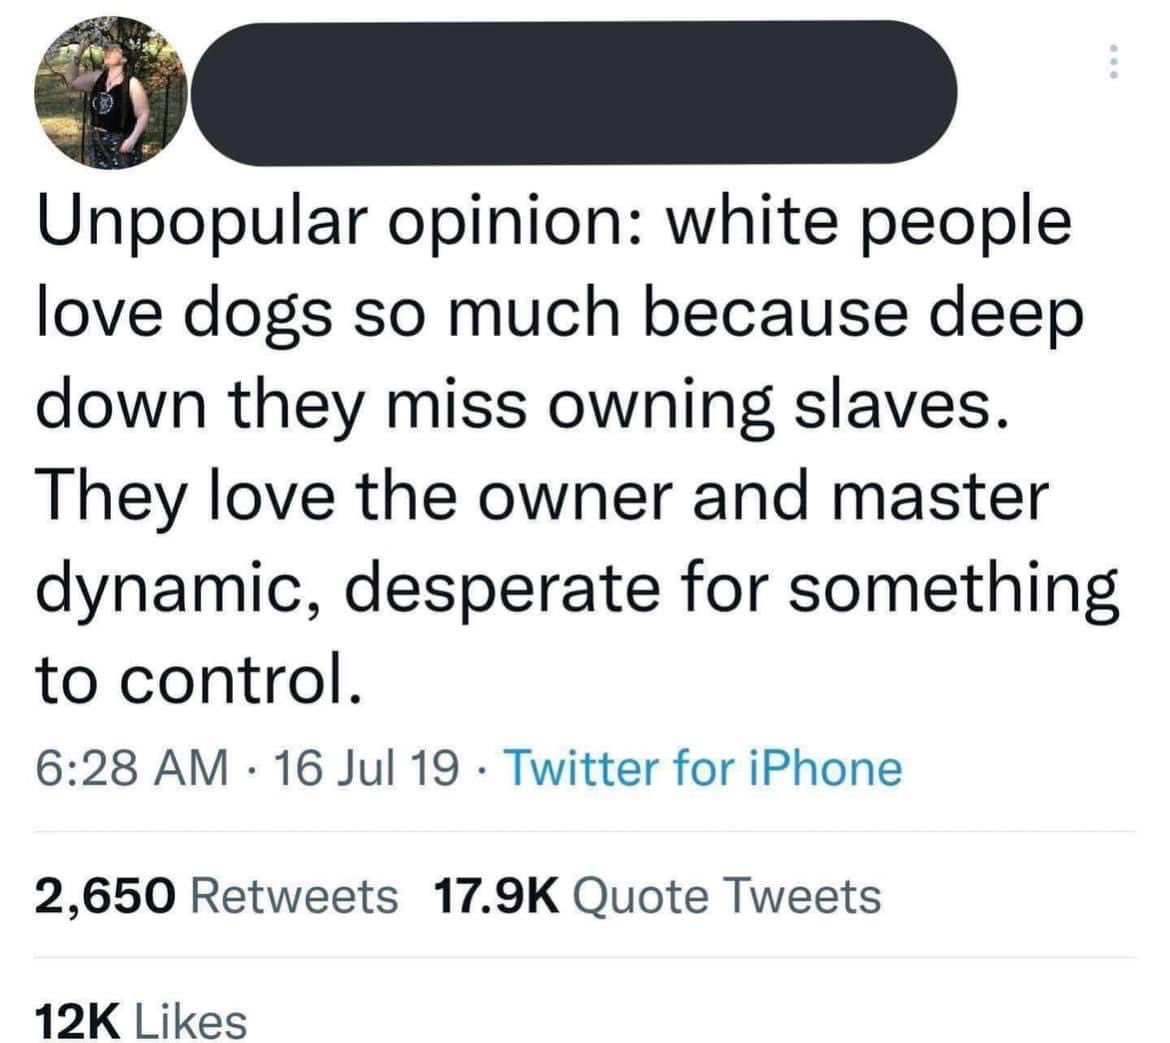 Unpopular opinion: white people
love dogs so much because deep
down they miss owning slaves.
They love the owner and master
dynamic, desperate for something
to control.
6:28 AM · 16 Jul 19 · Twitter for iPhone
2,650 Retweets 17.9K Quote Tweets
12K Likes